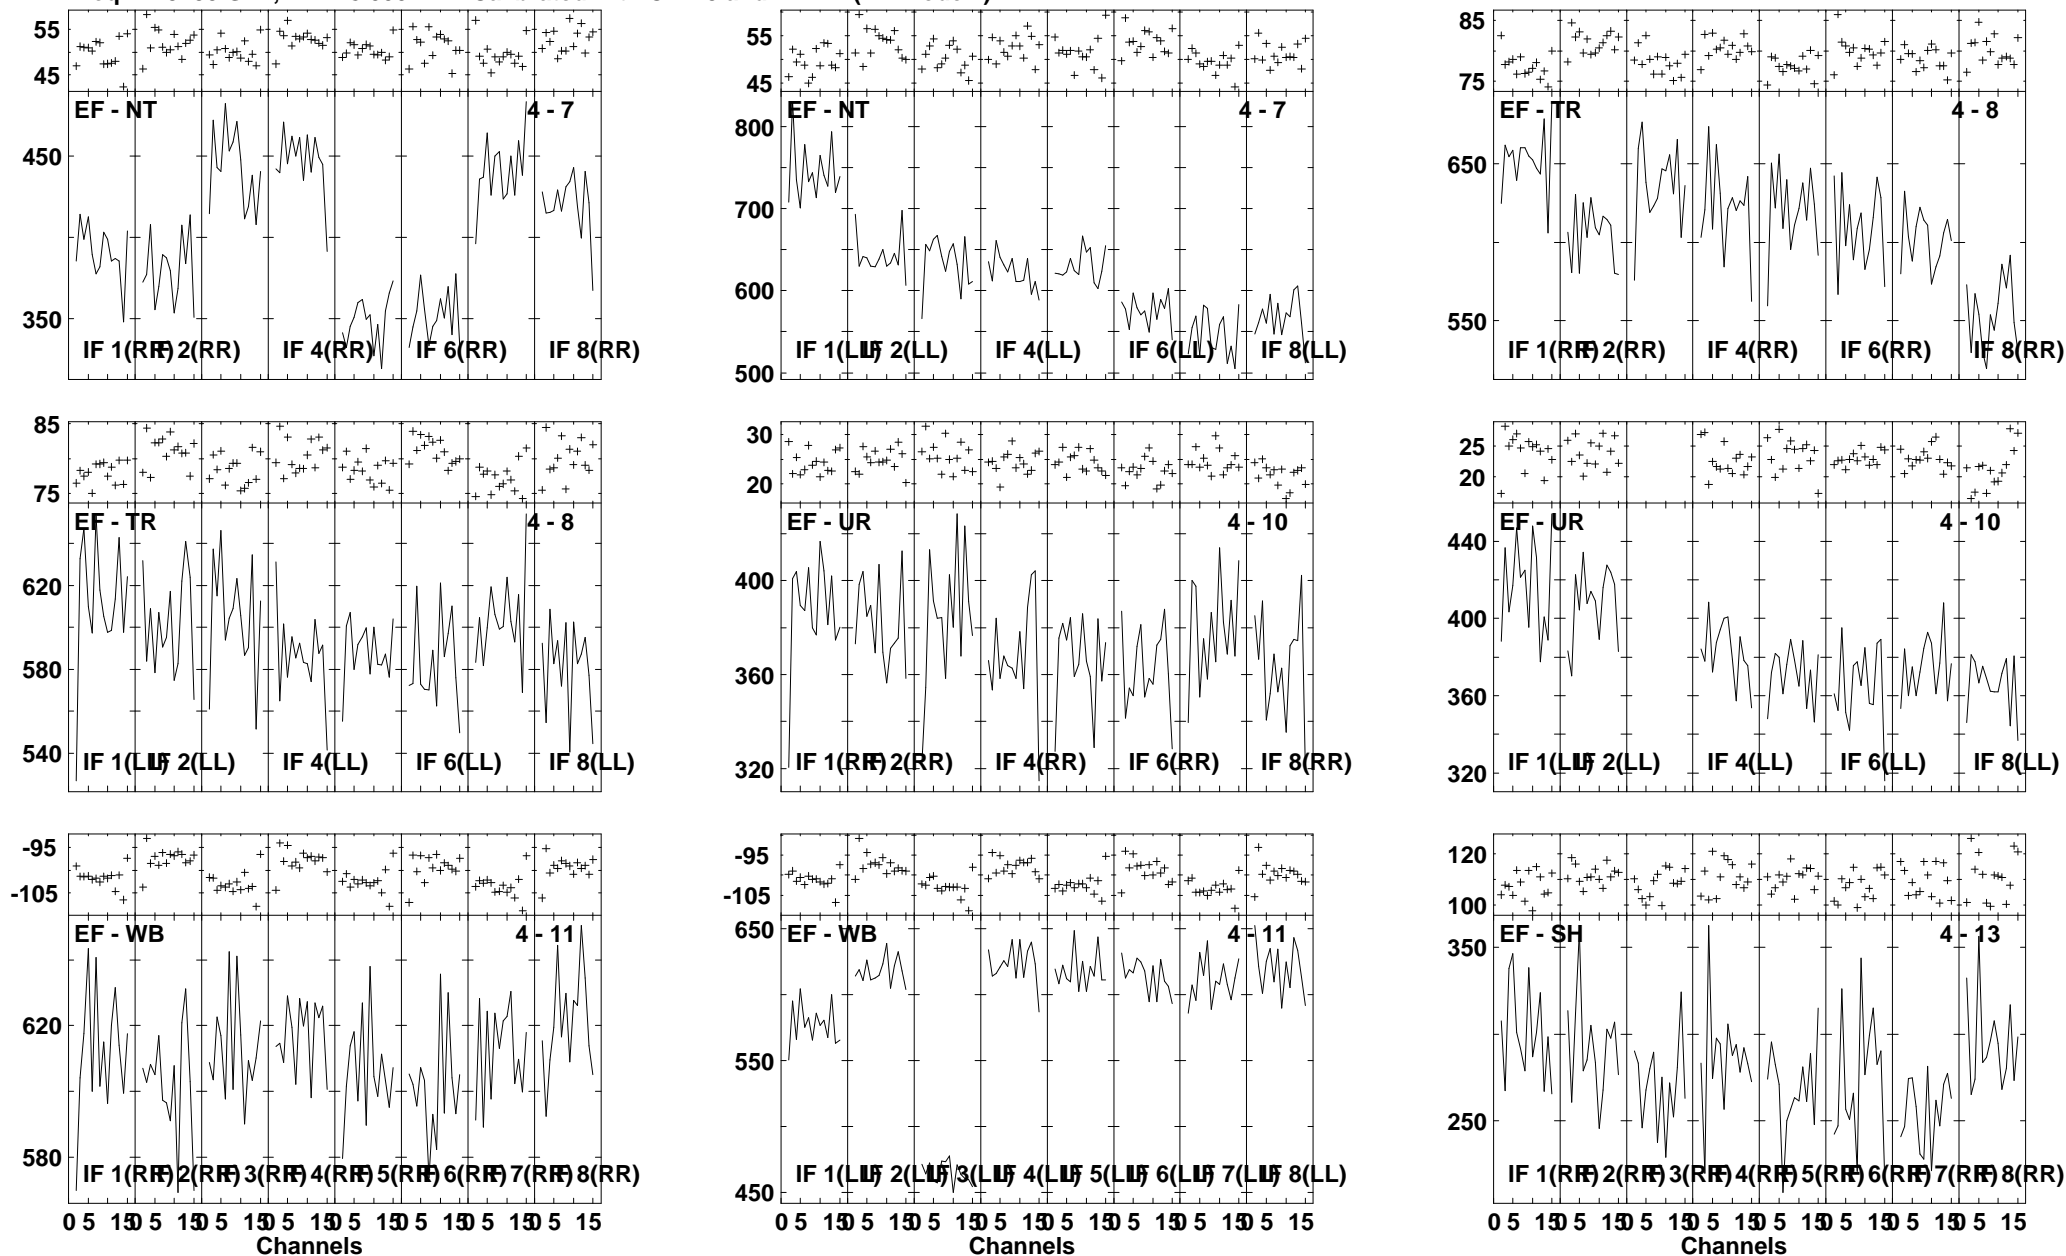 55
45
EF - NT 4 - 7
450
350
IF 1(RR) IF 2(RR) IF 4(RR) IF 6(RR) IF 8(RR)
55
45
EF - NT 4 - 7
800
700
600
500
IF 1(LL) IF 2(LL) IF 4(LL) IF 6(LL) IF 8(LL)
85
75
EF - TR 4 - 8
650
550
IF 1(RR) IF 2(RR) IF 4(RR) IF 6(RR) IF 8(RR)
85
75
EF - TR 4 - 8
620
580
540
IF 1(LL) IF 2(LL) IF 4(LL) IF 6(LL) IF 8(LL)
30
20
EF - UR 4 - 10
400
360
320
IF 1(RR) IF 2(RR) IF 4(RR) IF 6(RR) IF 8(RR)
25
20
EF - UR 4 - 10
440
400
360
320
IF 1(LL) IF 2(LL) IF 4(LL) IF 6(LL) IF 8(LL)
-95
-105
EF - WB 4 - 11
620
580
IF 1(RR) IF 2(RR) IF 3(RR) IF 4(RR) IF 5(RR) IF 6(RR) IF 7(RR) IF 8(RR)
0 5 15 0 5 15 0 5 15 0 5 15 0 5 15 0 5 15 0 5 15 0 5 15
Channels
-95
-105
EF - WB 4 - 11
650
550
450
IF 1(LL) IF 2(LL) IF 3(LL) IF 4(LL) IF 5(LL) IF 6(LL) IF 7(LL) IF 8(LL)
0 5 15 0 5 15 0 5 15 0 5 15 0 5 15 0 5 15 0 5 15 0 5 15
Channels
120
100
EF - SH 4 - 13
350
250
IF 1(RR) IF 2(RR) IF 3(RR) IF 4(RR) IF 5(RR) IF 6(RR) IF 7(RR) IF 8(RR)
0 5 15 0 5 15 0 5 15 0 5 15 0 5 15 0 5 15 0 5 15 0 5 15
Channels